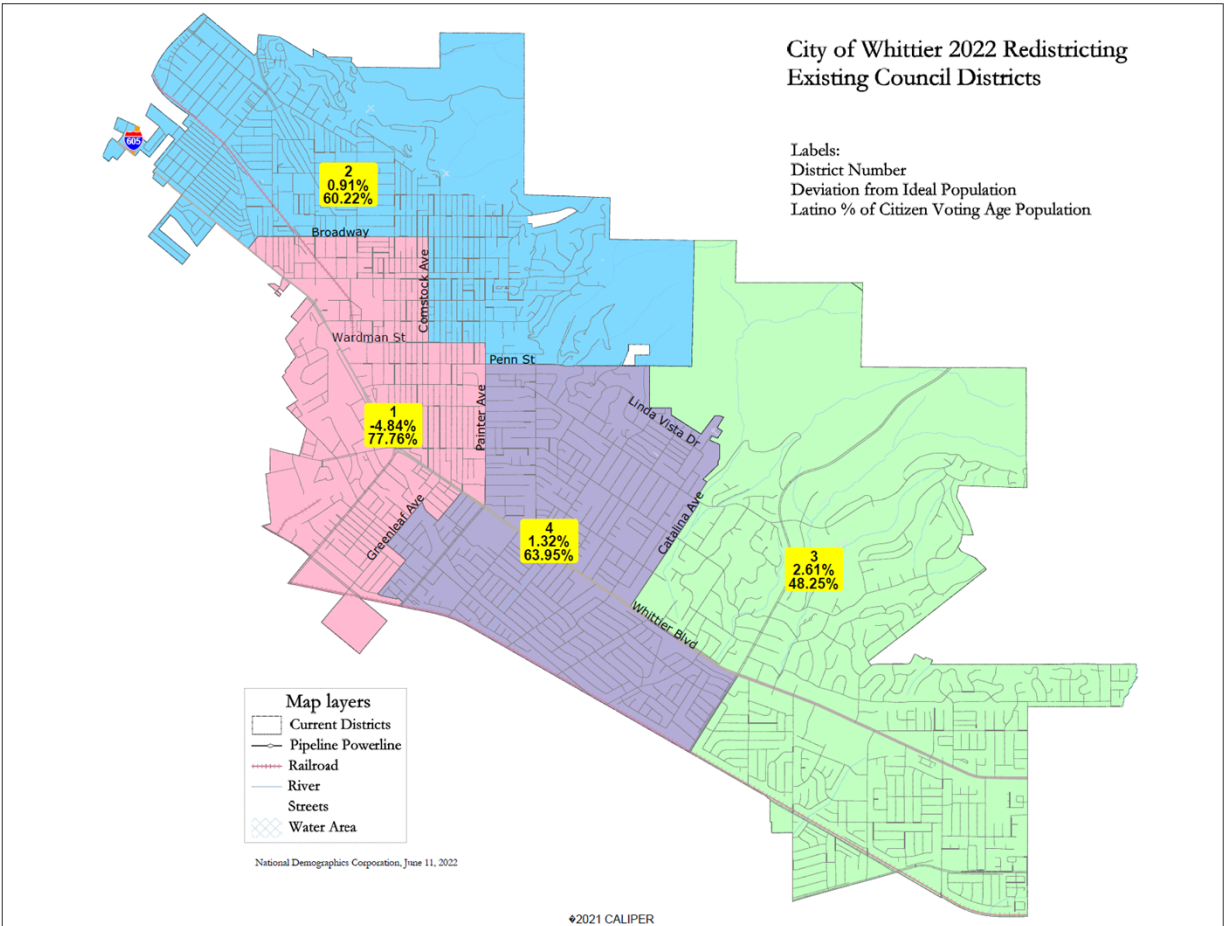 City of Whittier 2022 Redistricting
Existing Council Districts
Labels:
District Number
Deviation from Ideal Population
Latino % of Citizen Voting Age Population
605
2
0.91%
60.22%
Broadway
Comstock Ave
Wardman St
Penn St
Painter Ave
Linda Vista Dr
1
-4.84%
77.76%
Greenleaf Ave
Catalina Ave
4
1.32%
63.95%
3
2.61%
48.25%
Whittier Blvd
Map layers
Current Districts
Pipeline Powerline
Railroad
River
Streets
Water Area
National Demographics Corporation, June 11, 2022
�2021 CALIPER